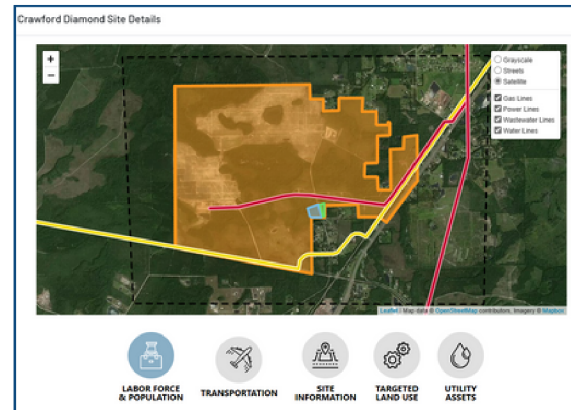 Crawford Diamond Site Details
+
−
Grayscale
Streets
Satellite
Gas Lines
Power Lines
Wastewater Lines
Water Lines
Leaflet | Map data © OpenStreetMap contributors, Imagery © Mapbox
LABOR FORCE
& POPULATION
TRANSPORTATION
SITE
INFORMATION
TARGETED
LAND USE
UTILITY
ASSETS